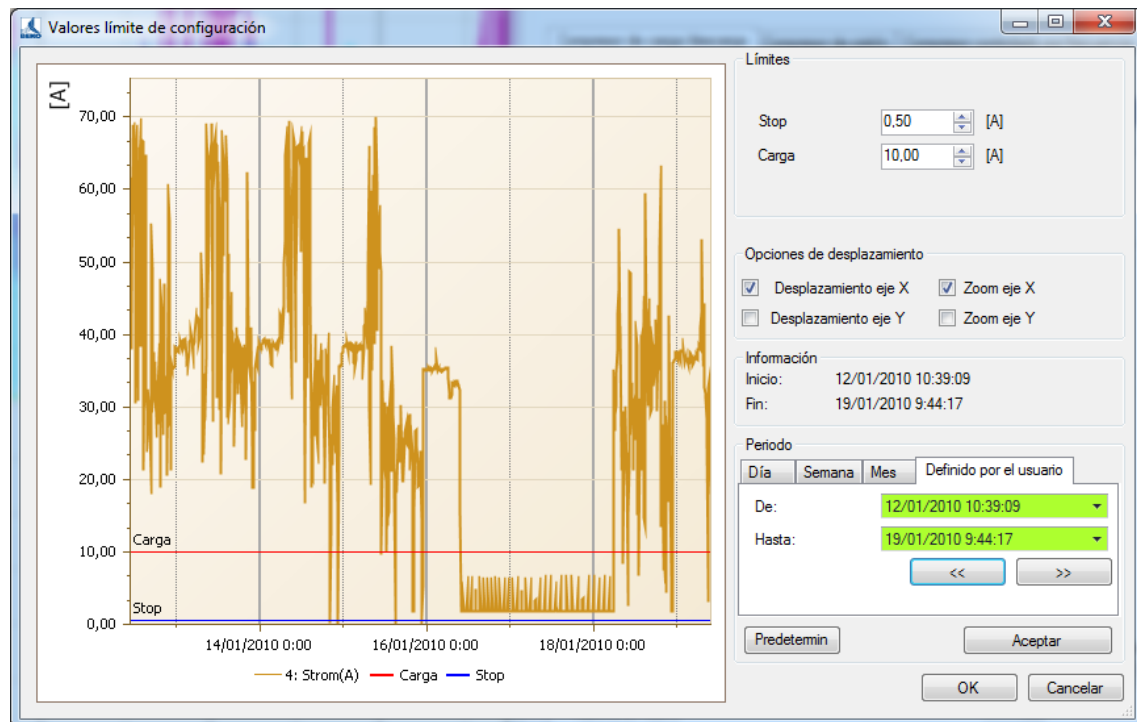 Valores límite de configuración
DEMO
[A]
70,00
60,00
50,00
40,00
30,00
20,00
10,00
0,00
Carga
Stop
14/01/2010 0:00 16/01/2010 0:00 18/01/2010 0:00
4: Strom(A) Carga Stop
Límites
Stop 0,50 [A]
Carga 10,00 [A]
Opciones de desplazamiento
Desplazamiento eje X Zoom eje X
Desplazamiento eje Y Zoom eje Y
Información
Inicio: 12/01/2010 10:39:09
Fin: 19/01/2010 9:44:17
Periodo
Día Semana Mes Definido por el usuario
De: 12/01/2010 10:39:09
Hasta: 19/01/2010 9:44:17
<< >>
Predetermin Aceptar
OK Cancelar